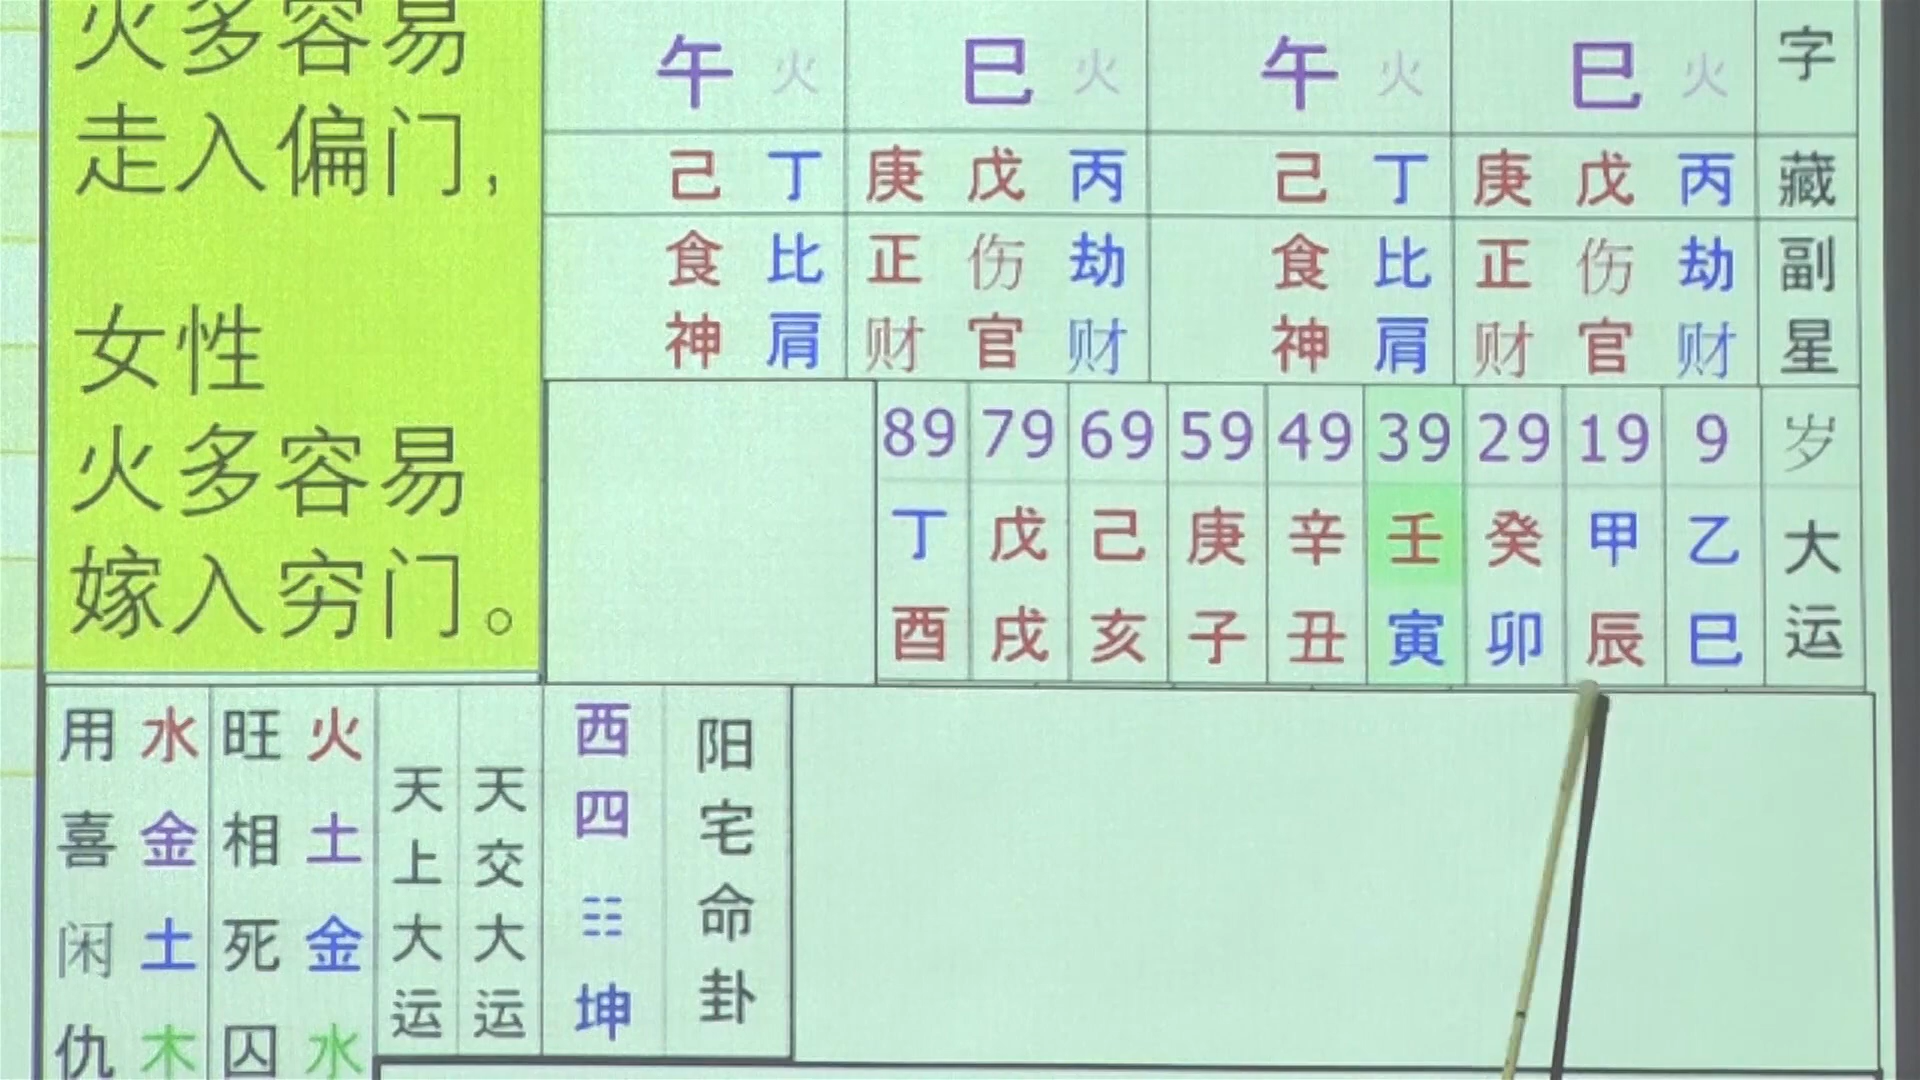 火多容易
走入偏门，
女性
火多容易
嫁入穷门。
午 火 巳 火 午 火 巳 火 字
己 丁 庚 戊 丙 己 丁 庚 戊 丙 藏
食 比 正 伤 劫 食 比 正 伤 劫 副
神 肩 财 官 财 神 肩 财 官 财 星
89 79 69 59 49 39 29 19 9 岁
丁 戊 己 庚 辛 壬 癸 甲 乙 大
酉 戌 亥 子 丑 寅 卯 辰 巳 运
用 水 旺 火
喜 金 相 土
闲 土 死 金
仇 木 囚 水
天上大运
天交大运
西四 ☷ 坤
阳宅命卦